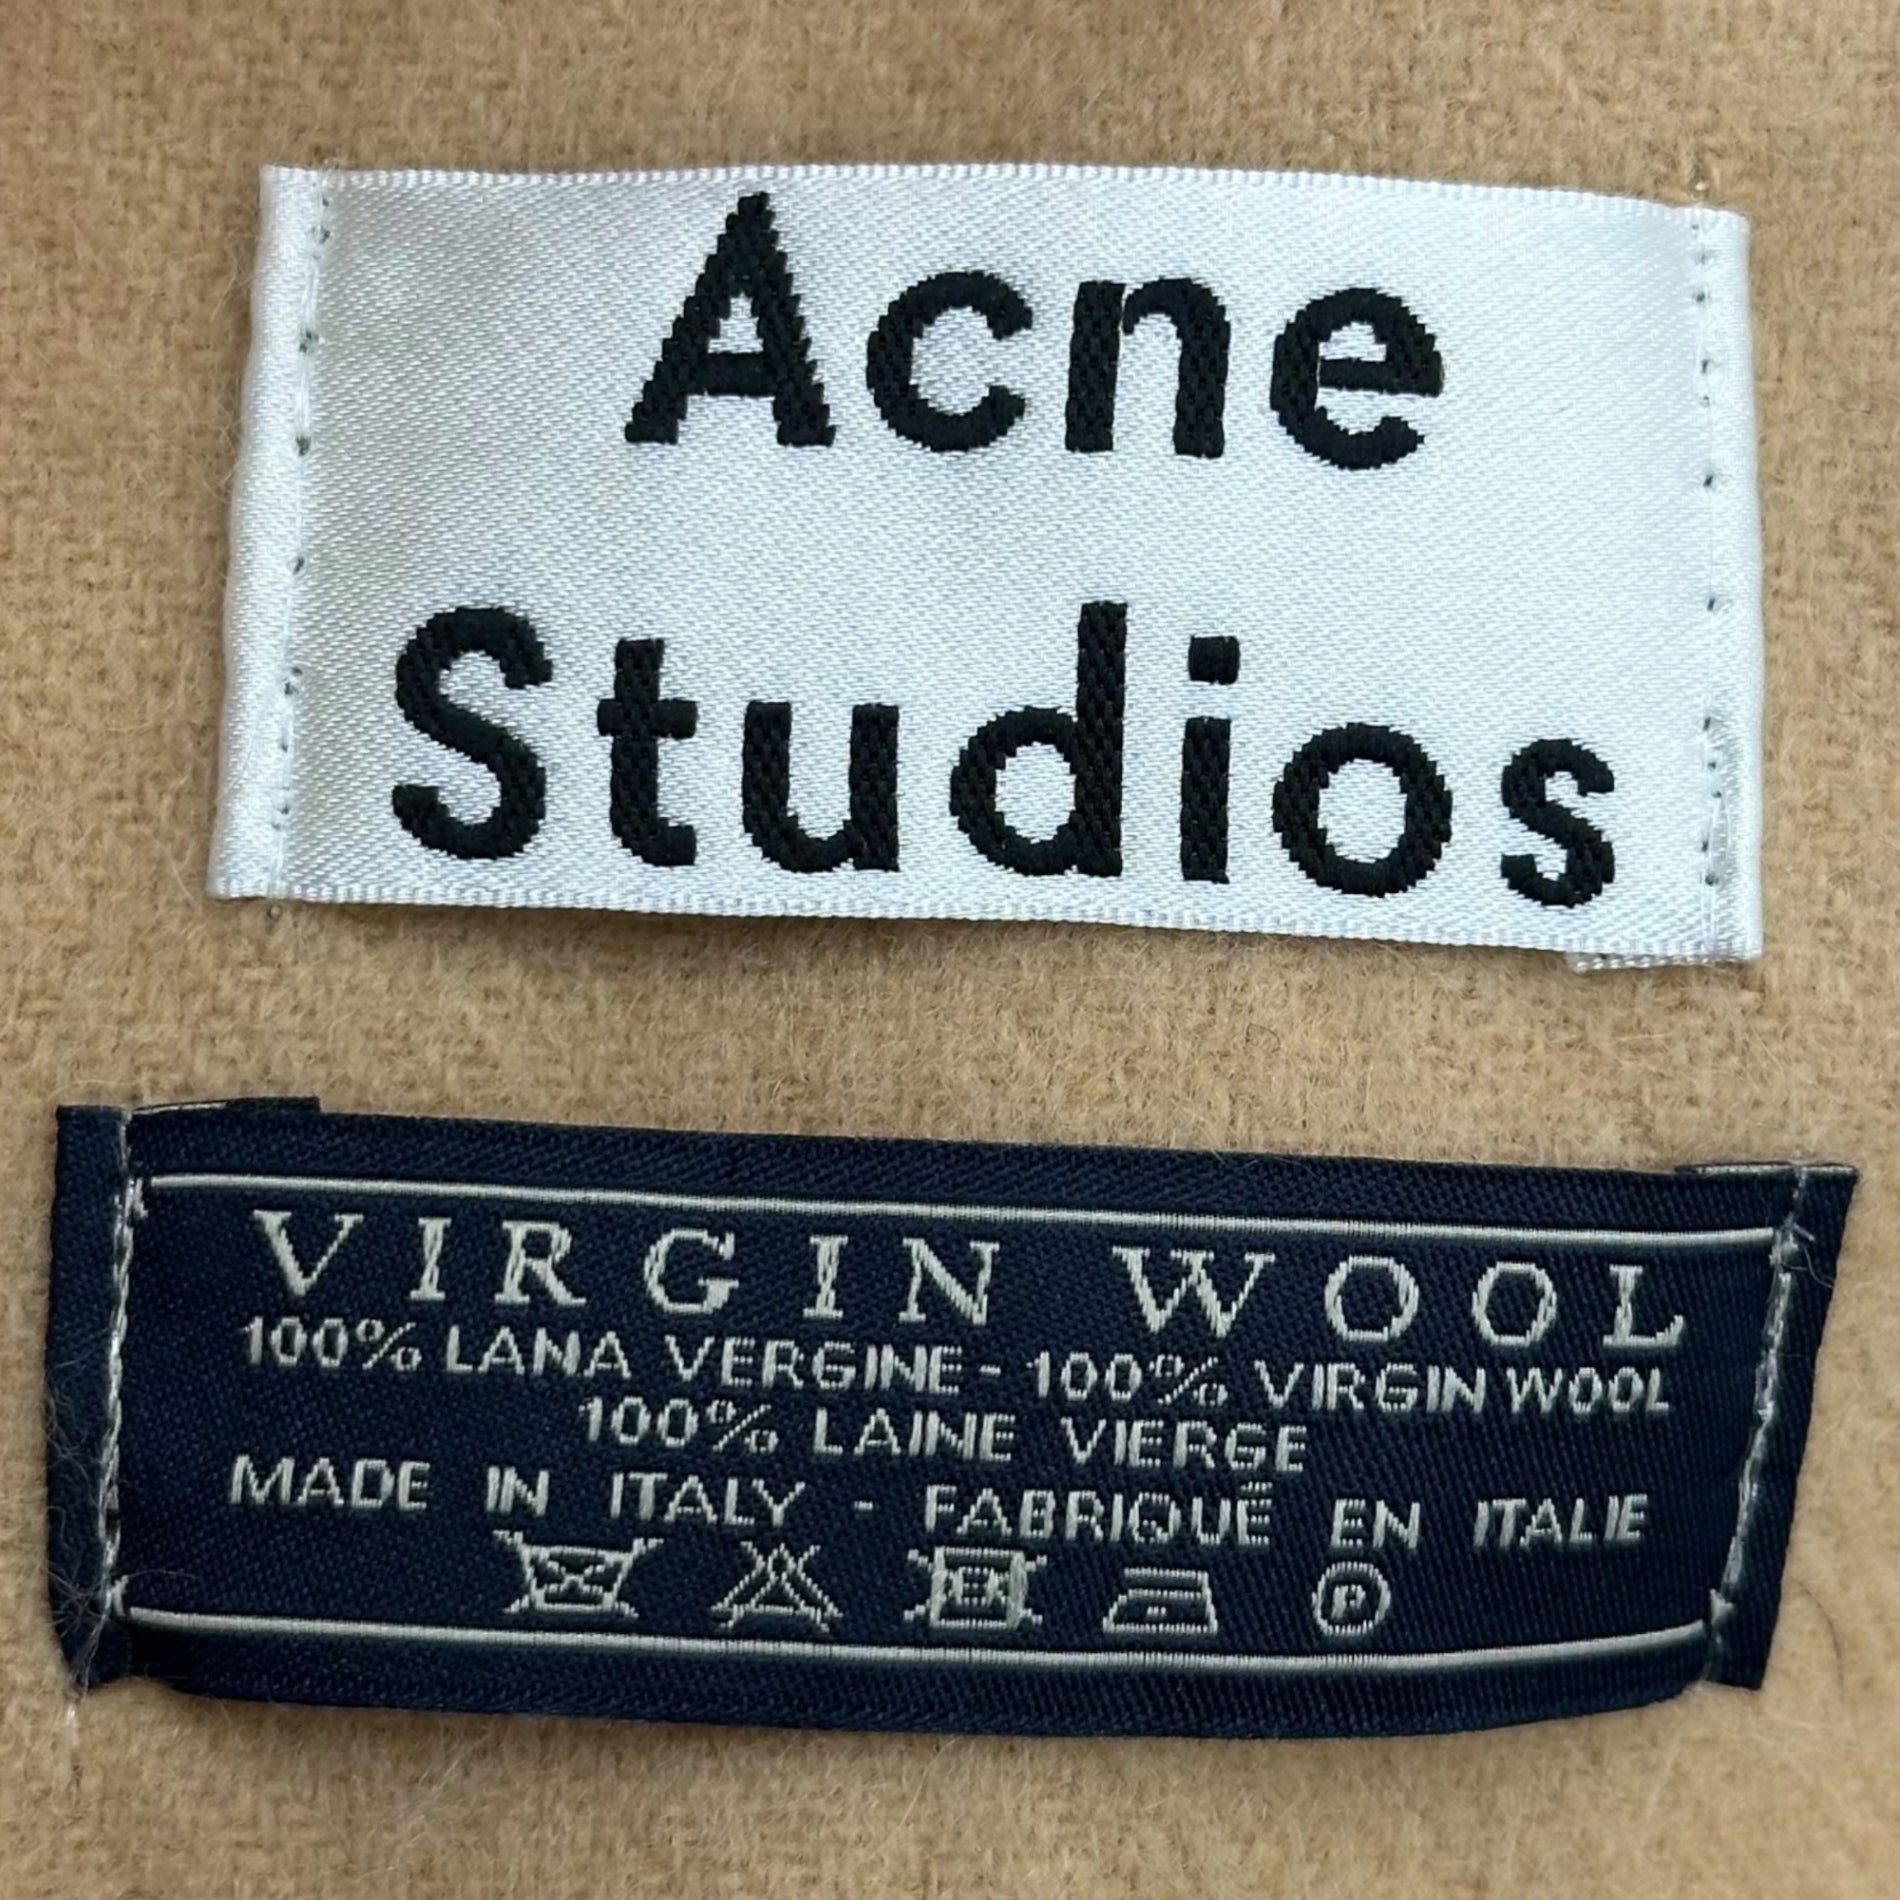 Acne
Studios
VIRGIN WOOL
100% LANA VERGINE - 100% VIRGIN WOOL
100% LAINE VIERGE
MADE IN ITALY - FABRIQUÉ EN ITALIE
P